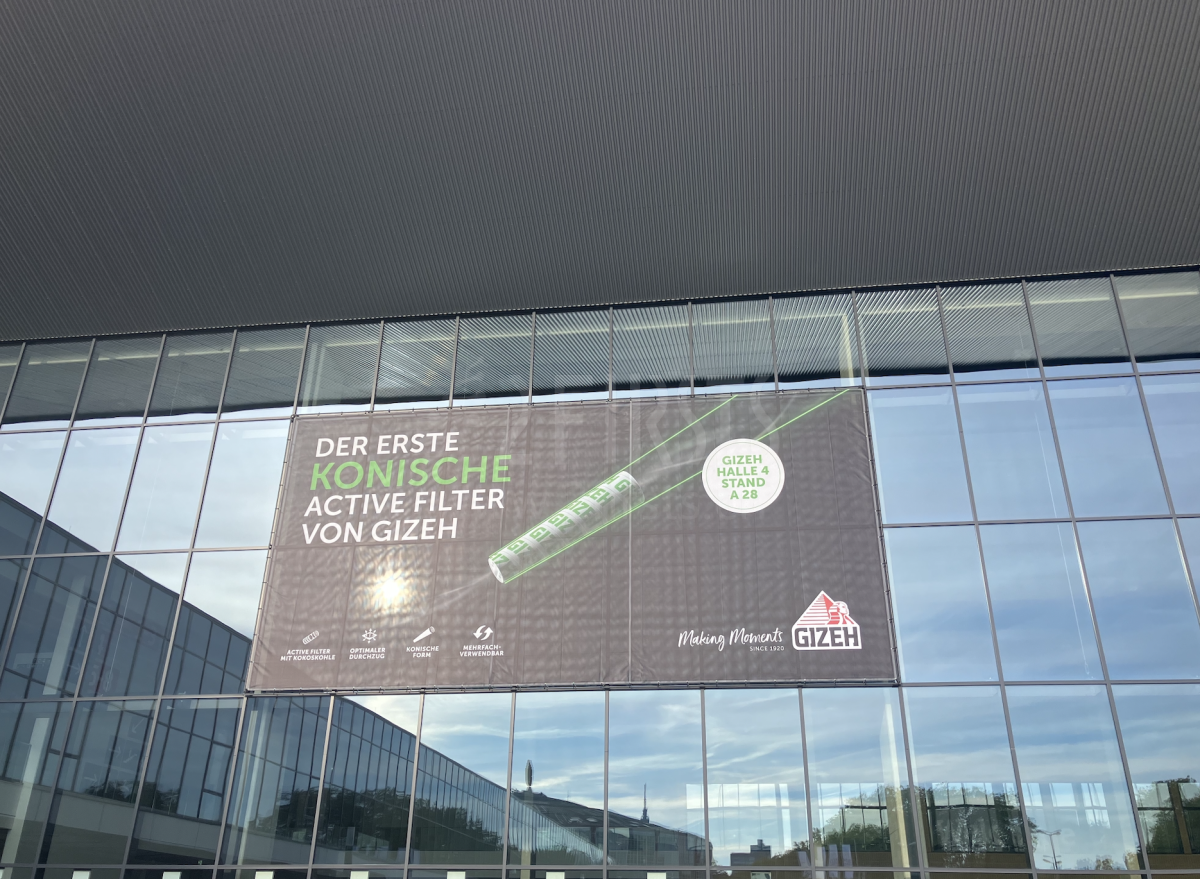 DER ERSTE
KONISCHE
ACTIVE FILTER
VON GIZEH
GIZEH
HALLE 4
STAND
A 28
ACTIVE FILTER
MIT KOKOSKOHLE
OPTIMALER
DURCHZUG
KONISCHE
FORM
MEHRFACH-
VERWENDBAR
Making Moments
SINCE 1920
GIZEH